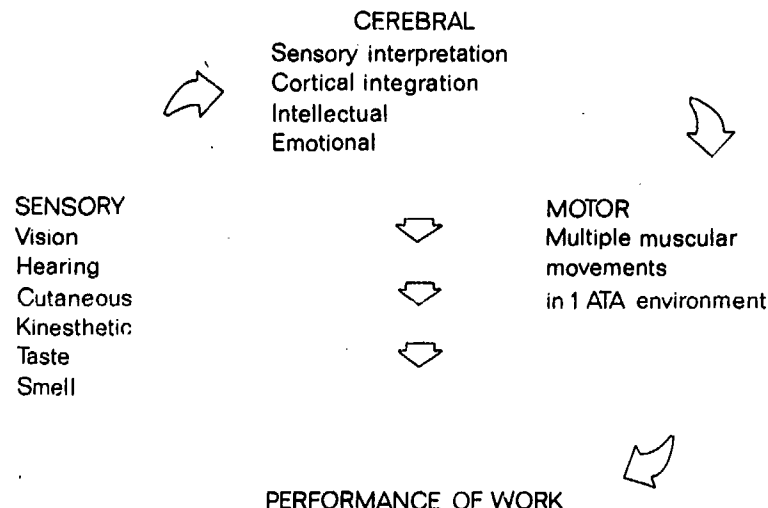 CEREBRAL
Sensory interpretation
Cortical integration
Intellectual
Emotional
SENSORY
Vision
Hearing
Cutaneous
Kinesthetic
Taste
Smell
MOTOR
Multiple muscular
movements
in 1 ATA environment
PERFORMANCE OF WORK